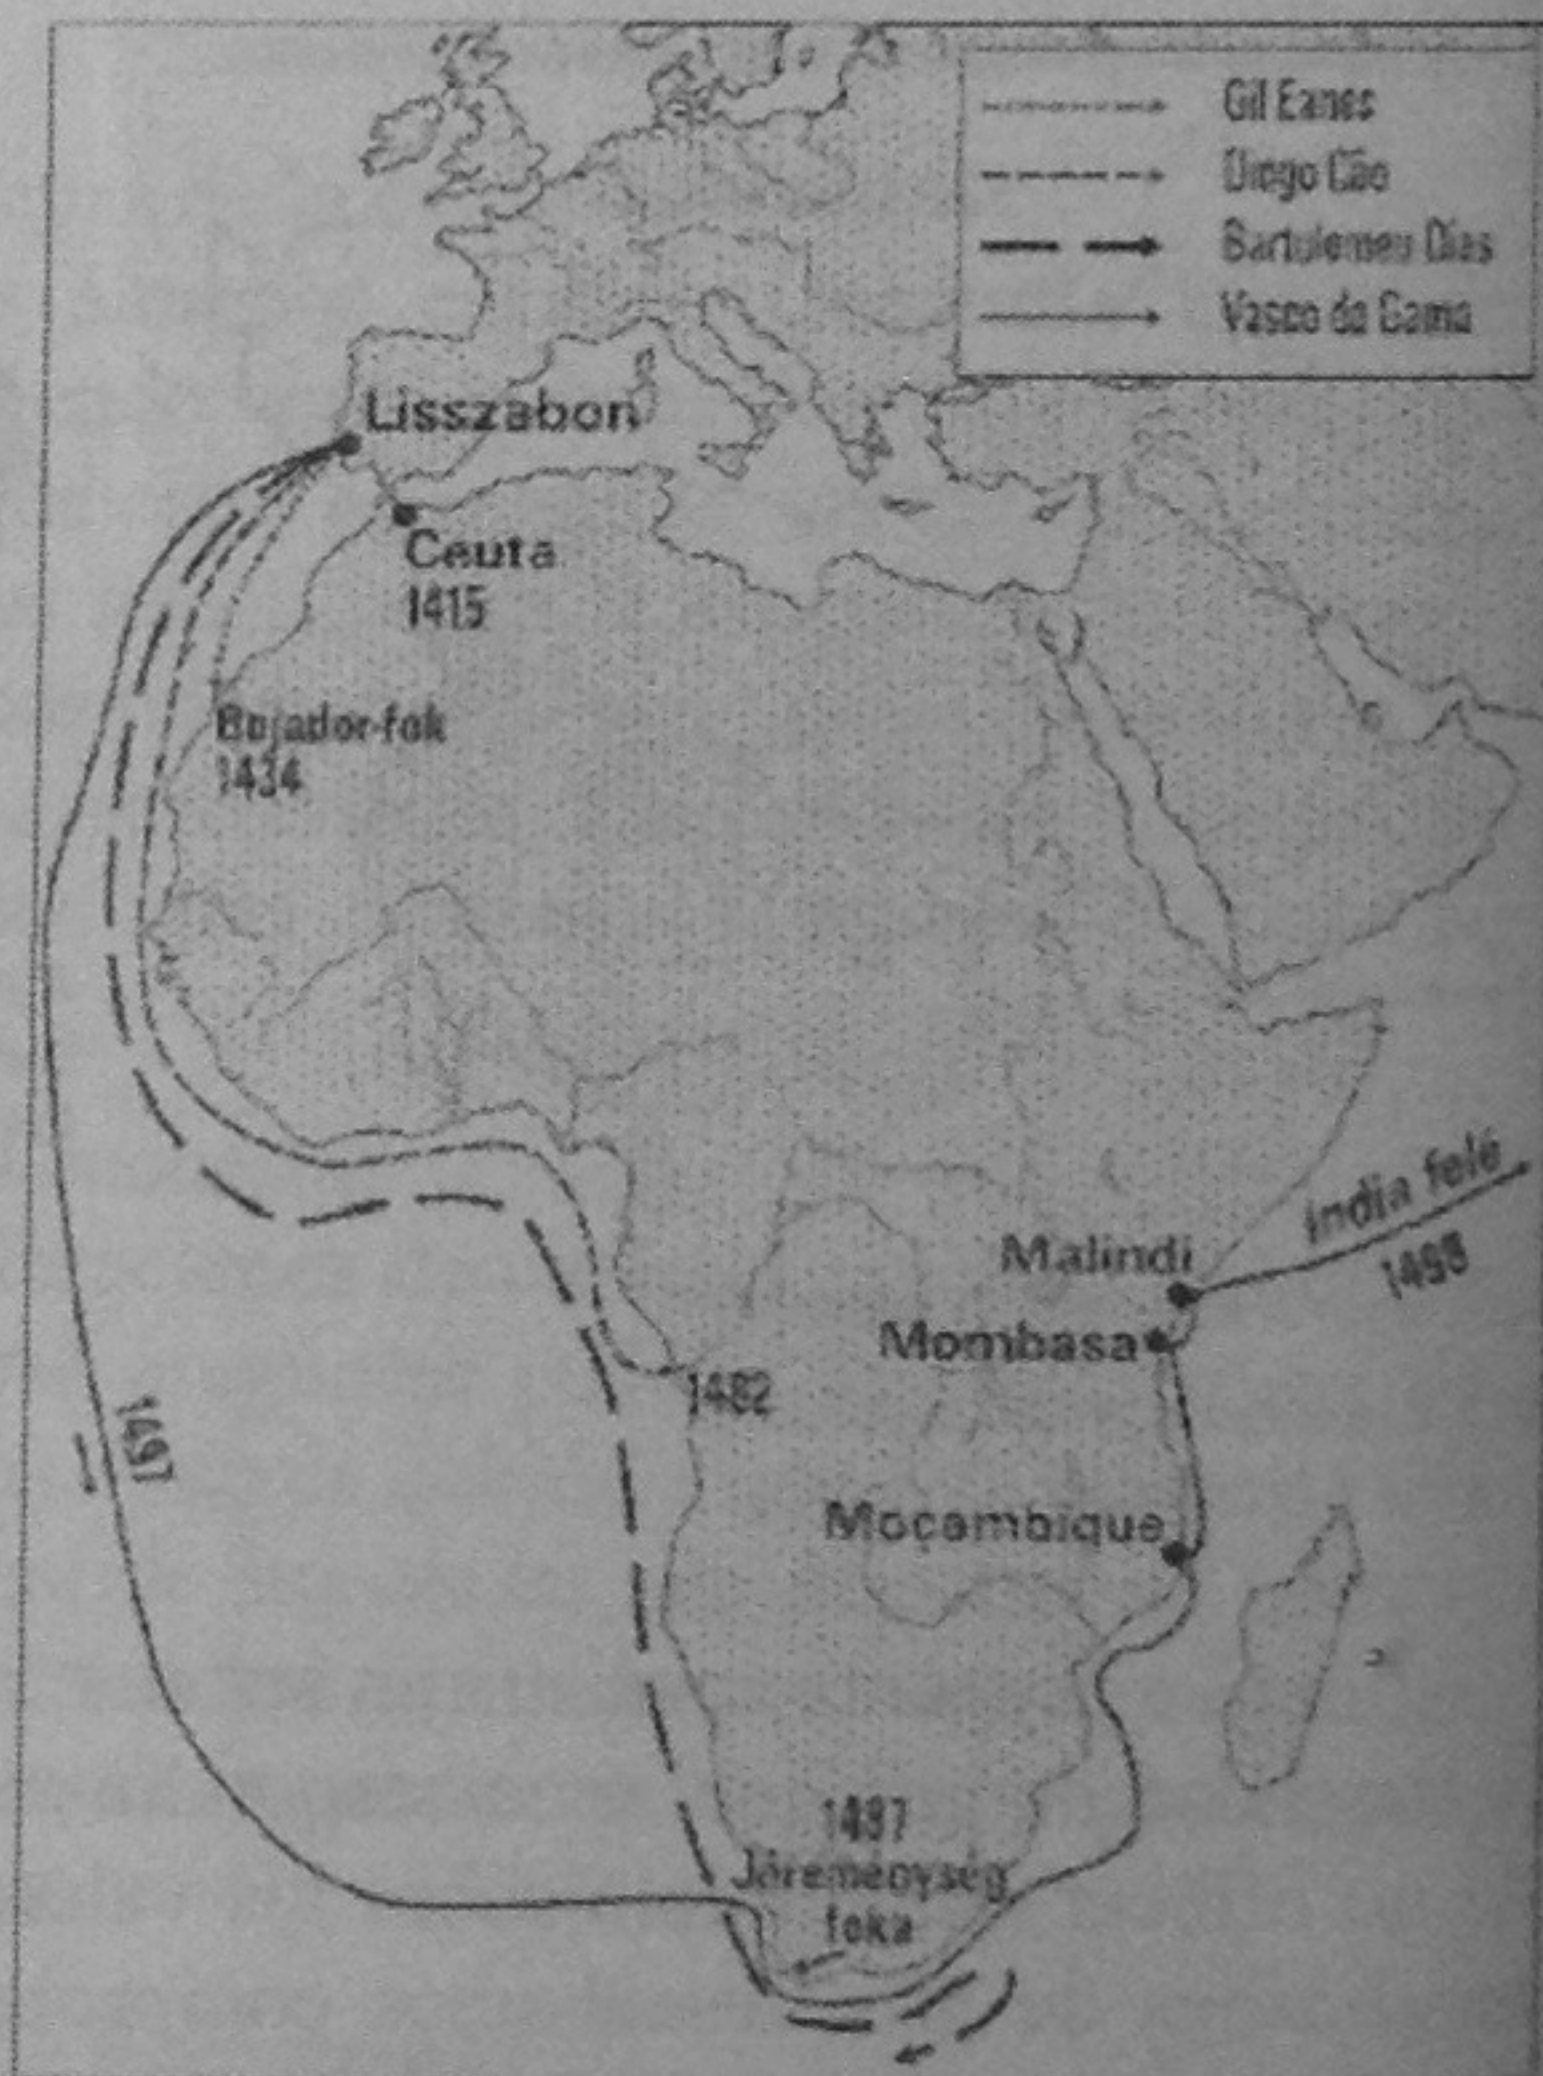 Gil Eanes
Diogo Cão
Bartolomeu Dias
Vasco da Gama
Lisszabon
Ceuta
1415
Bojador-fok
1434
India felé
1498
Malindi
Mombasa
1482
1497
Moçambique
1487
Jóreménység
foka